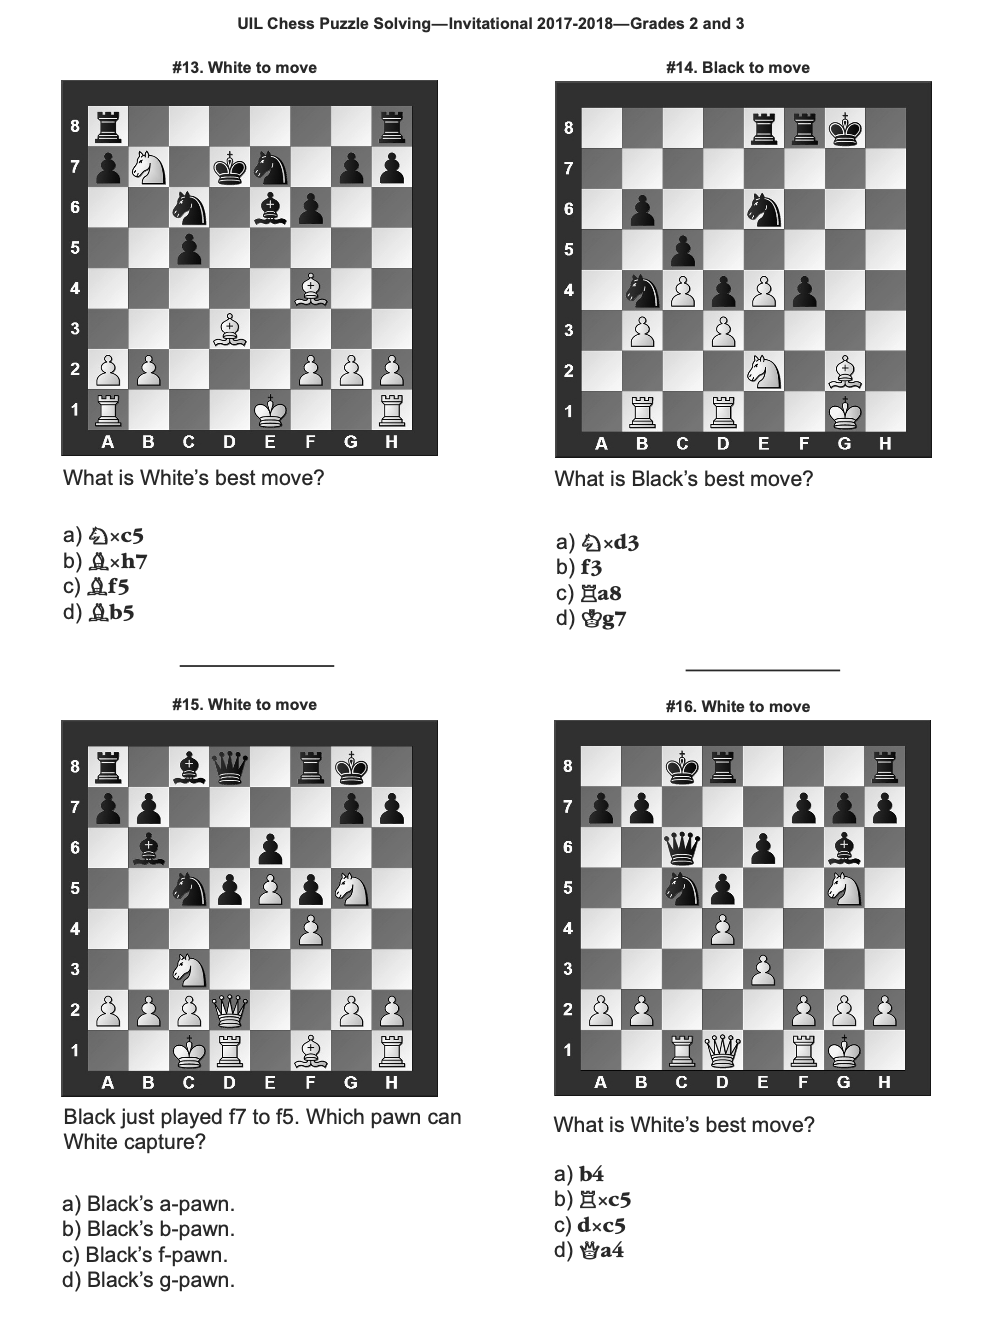 UIL Chess Puzzle Solving—Invitational 2017-2018—Grades 2 and 3
#13. White to move
8
7
6
5
4
3
2
1
A B C D E F G H
What is White's best move?
a) ♘×c5
b) ♗×h7
c) ♗f5
d) ♗b5
#14. Black to move
8
7
6
5
4
3
2
1
A B C D E F G H
What is Black's best move?
a) ♘×d3
b) f3
c) ♖a8
d) ♔g7
#15. White to move
8
7
6
5
4
3
2
1
A B C D E F G H
Black just played f7 to f5. Which pawn can
White capture?
a) Black's a-pawn.
b) Black's b-pawn.
c) Black's f-pawn.
d) Black's g-pawn.
#16. White to move
8
7
6
5
4
3
2
1
A B C D E F G H
What is White's best move?
a) b4
b) ♖×c5
c) d×c5
d) ♕a4